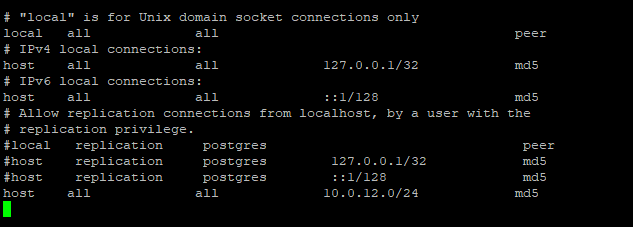 # "local" is for Unix domain socket connections only
local   all             all                                     peer
# IPv4 local connections:
host    all             all             127.0.0.1/32            md5
# IPv6 local connections:
host    all             all             ::1/128                 md5
# Allow replication connections from localhost, by a user with the
# replication privilege.
#local   replication     postgres                                peer
#host    replication     postgres        127.0.0.1/32            md5
#host    replication     postgres        ::1/128                 md5
host    all             all             10.0.12.0/24            md5